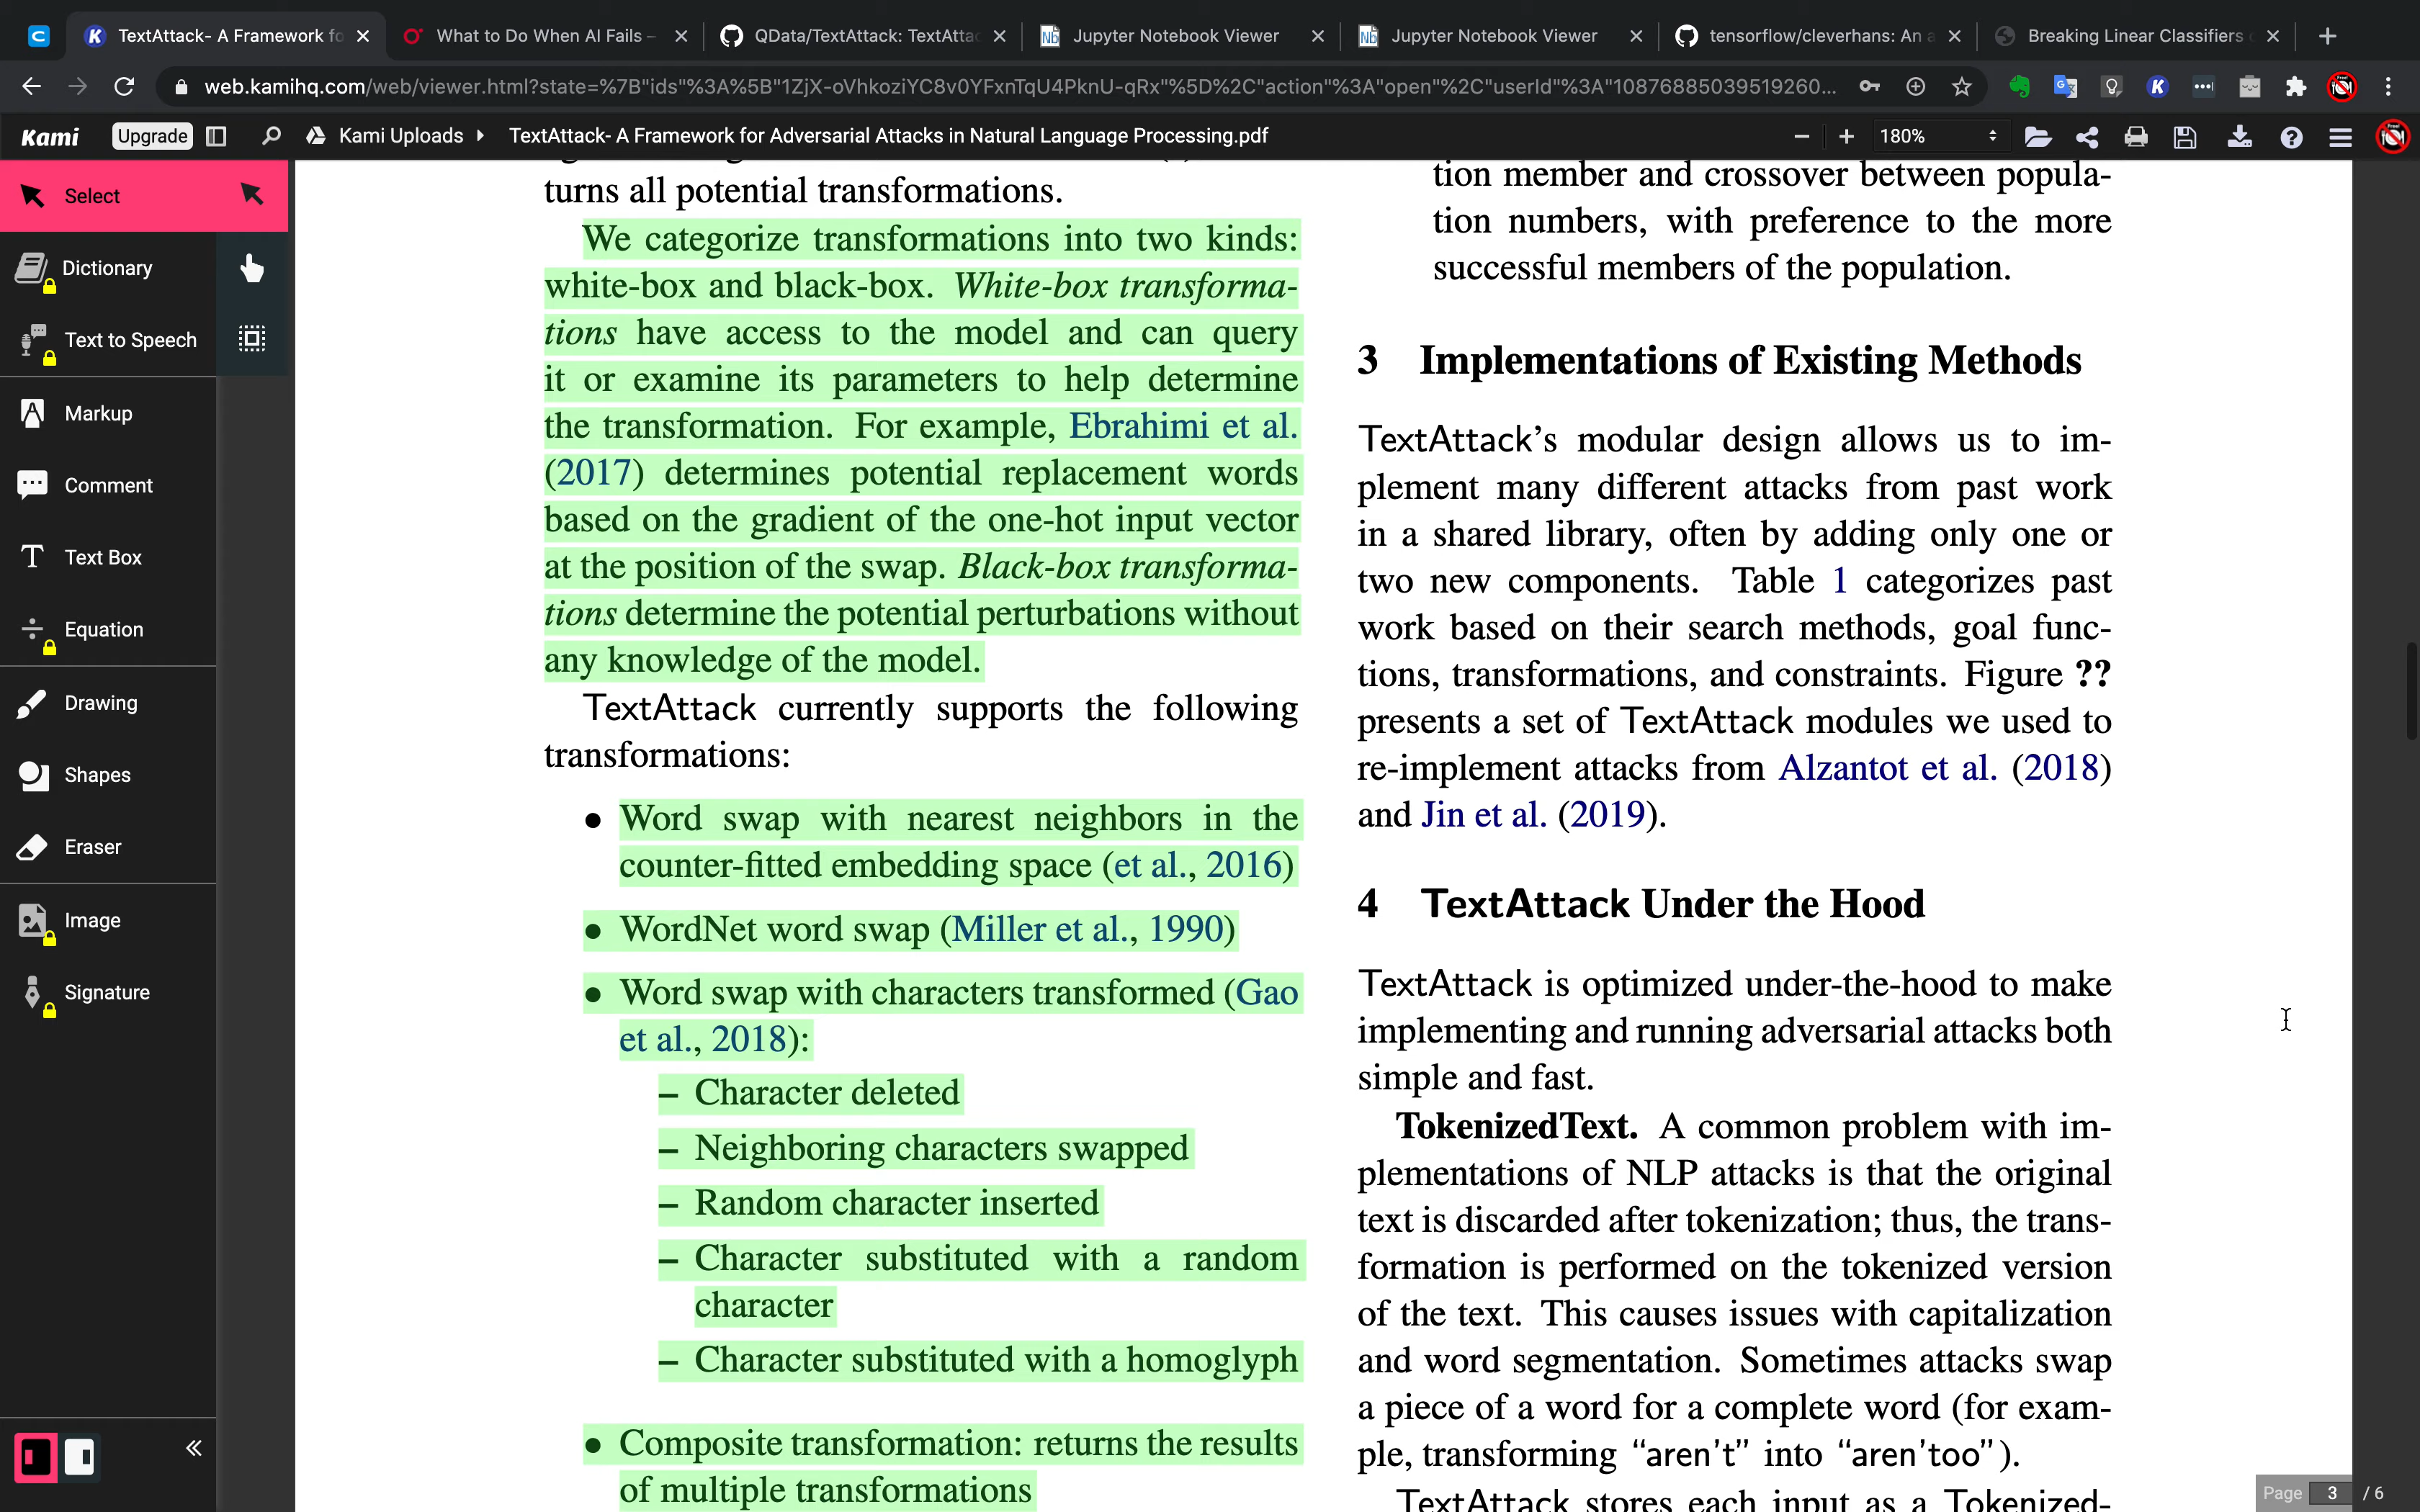 TextAttack- A Framework fo
What to Do When AI Fails –
QData/TextAttack: TextAttac
Jupyter Notebook Viewer
Jupyter Notebook Viewer
tensorflow/cleverhans: An a
Breaking Linear Classifiers o
web.kamihq.com/web/viewer.html?state=%7B"ids"%3A%5B"1ZjX-oVhkoziYC8v0YFxnTqU4PknU-qRx"%5D%2C"action"%3A"open"%2C"userId"%3A"10876885039519260...
Kami
Upgrade
Kami Uploads
TextAttack- A Framework for Adversarial Attacks in Natural Language Processing.pdf
180%
Select
Dictionary
Text to Speech
Markup
Comment
Text Box
Equation
Drawing
Shapes
Eraser
Image
Signature
turns all potential transformations.
We categorize transformations into two kinds:
white-box and black-box. White-box transforma-
tions have access to the model and can query
it or examine its parameters to help determine
the transformation. For example, Ebrahimi et al.
(2017) determines potential replacement words
based on the gradient of the one-hot input vector
at the position of the swap. Black-box transforma-
tions determine the potential perturbations without
any knowledge of the model.
TextAttack currently supports the following
transformations:
• Word swap with nearest neighbors in the
counter-fitted embedding space (et al., 2016)
• WordNet word swap (Miller et al., 1990)
• Word swap with characters transformed (Gao
et al., 2018):
– Character deleted
– Neighboring characters swapped
– Random character inserted
– Character substituted with a random
character
– Character substituted with a homoglyph
• Composite transformation: returns the results
of multiple transformations
tion member and crossover between popula-
tion numbers, with preference to the more
successful members of the population.
3 Implementations of Existing Methods
TextAttack's modular design allows us to im-
plement many different attacks from past work
in a shared library, often by adding only one or
two new components. Table 1 categorizes past
work based on their search methods, goal func-
tions, transformations, and constraints. Figure ??
presents a set of TextAttack modules we used to
re-implement attacks from Alzantot et al. (2018)
and Jin et al. (2019).
4 TextAttack Under the Hood
TextAttack is optimized under-the-hood to make
implementing and running adversarial attacks both
simple and fast.
TokenizedText. A common problem with im-
plementations of NLP attacks is that the original
text is discarded after tokenization; thus, the trans-
formation is performed on the tokenized version
of the text. This causes issues with capitalization
and word segmentation. Sometimes attacks swap
a piece of a word for a complete word (for exam-
ple, transforming “aren't” into “aren'too”).
TextAttack stores each input as a Tokenized-
Page 3 / 6